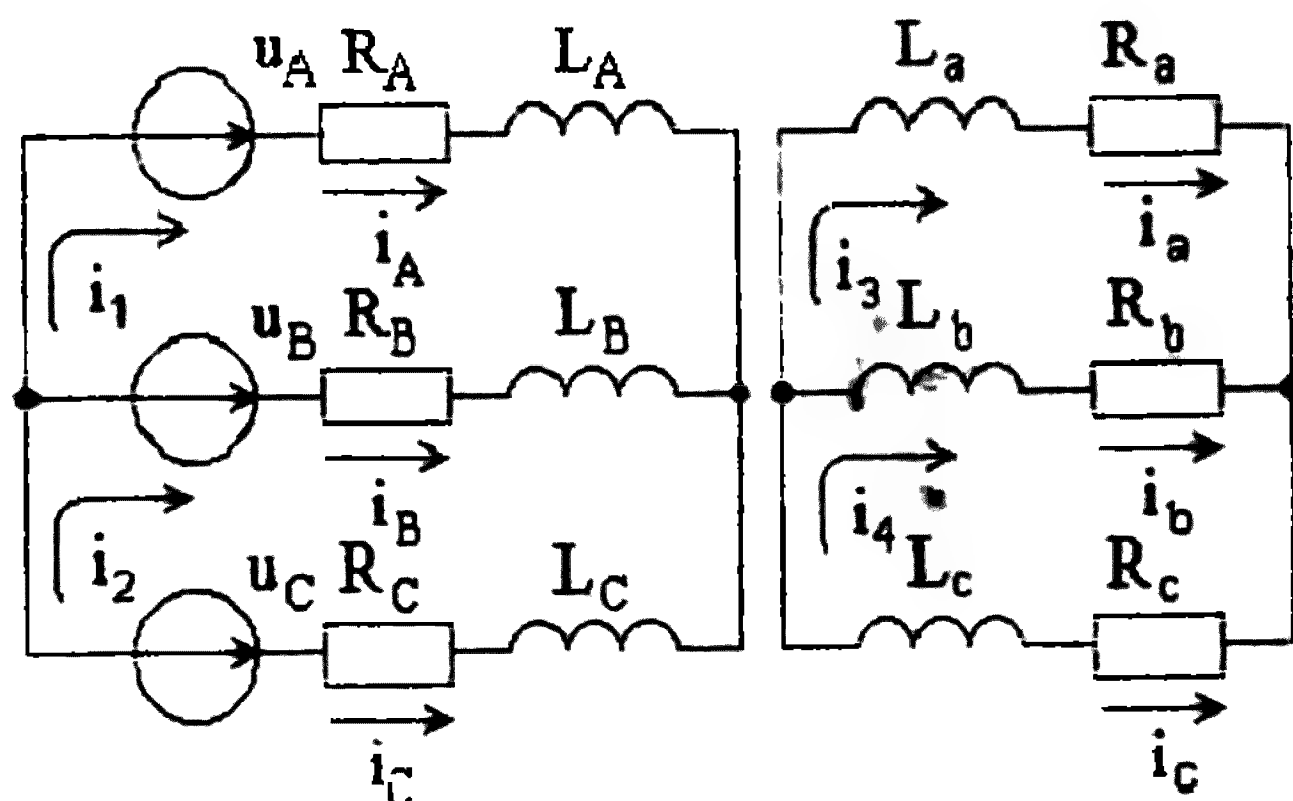 u_A R_A L_A L_a R_a
i_1 i_A i_3 i_a
u_B R_B L_B L_b R_b
i_2 i_B i_4 i_b
u_C R_C L_C L_c R_c
i_C i_c